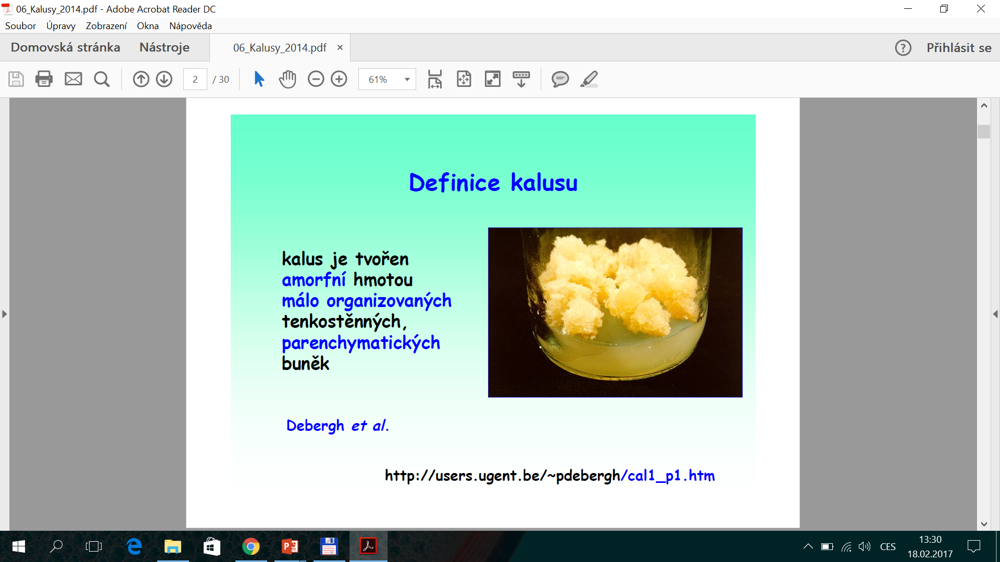 06_Kalusy_2014.pdf - Adobe Acrobat Reader DC
Soubor Úpravy Zobrazení Okna Nápověda
Domovská stránka Nástroje 06_Kalusy_2014.pdf × ? Přihlásit se
2 / 30 61%
Definice kalusu
kalus je tvořen
amorfní hmotou
málo organizovaných
tenkostěnných,
parenchymatických
buněk
Debergh et al.
http://users.ugent.be/~pdebergh/cal1_p1.htm
CES 13:30
18.02.2017